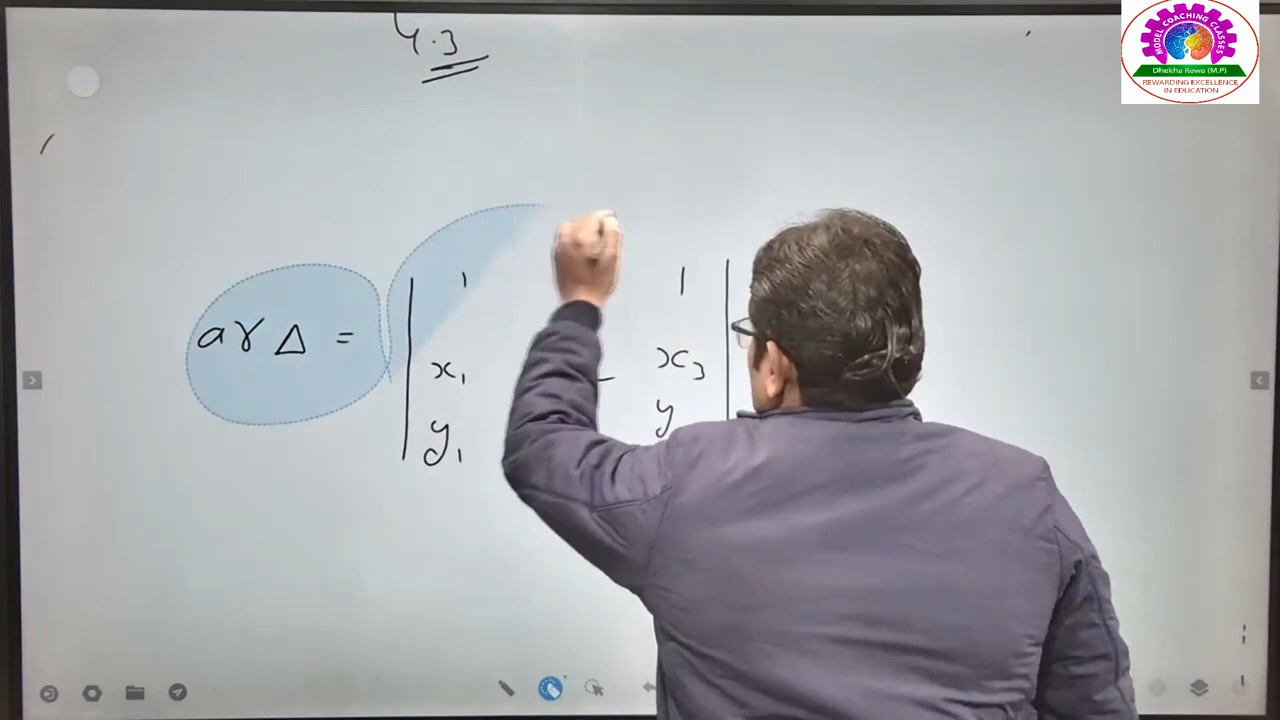 4.3
MODEL COACHING CLASSES
Dhekha Rewa (M.P)
REWARDING EXCELLENCE
IN EDUCATION
1 1
ar Δ =
x₁ x₃
y₁ y